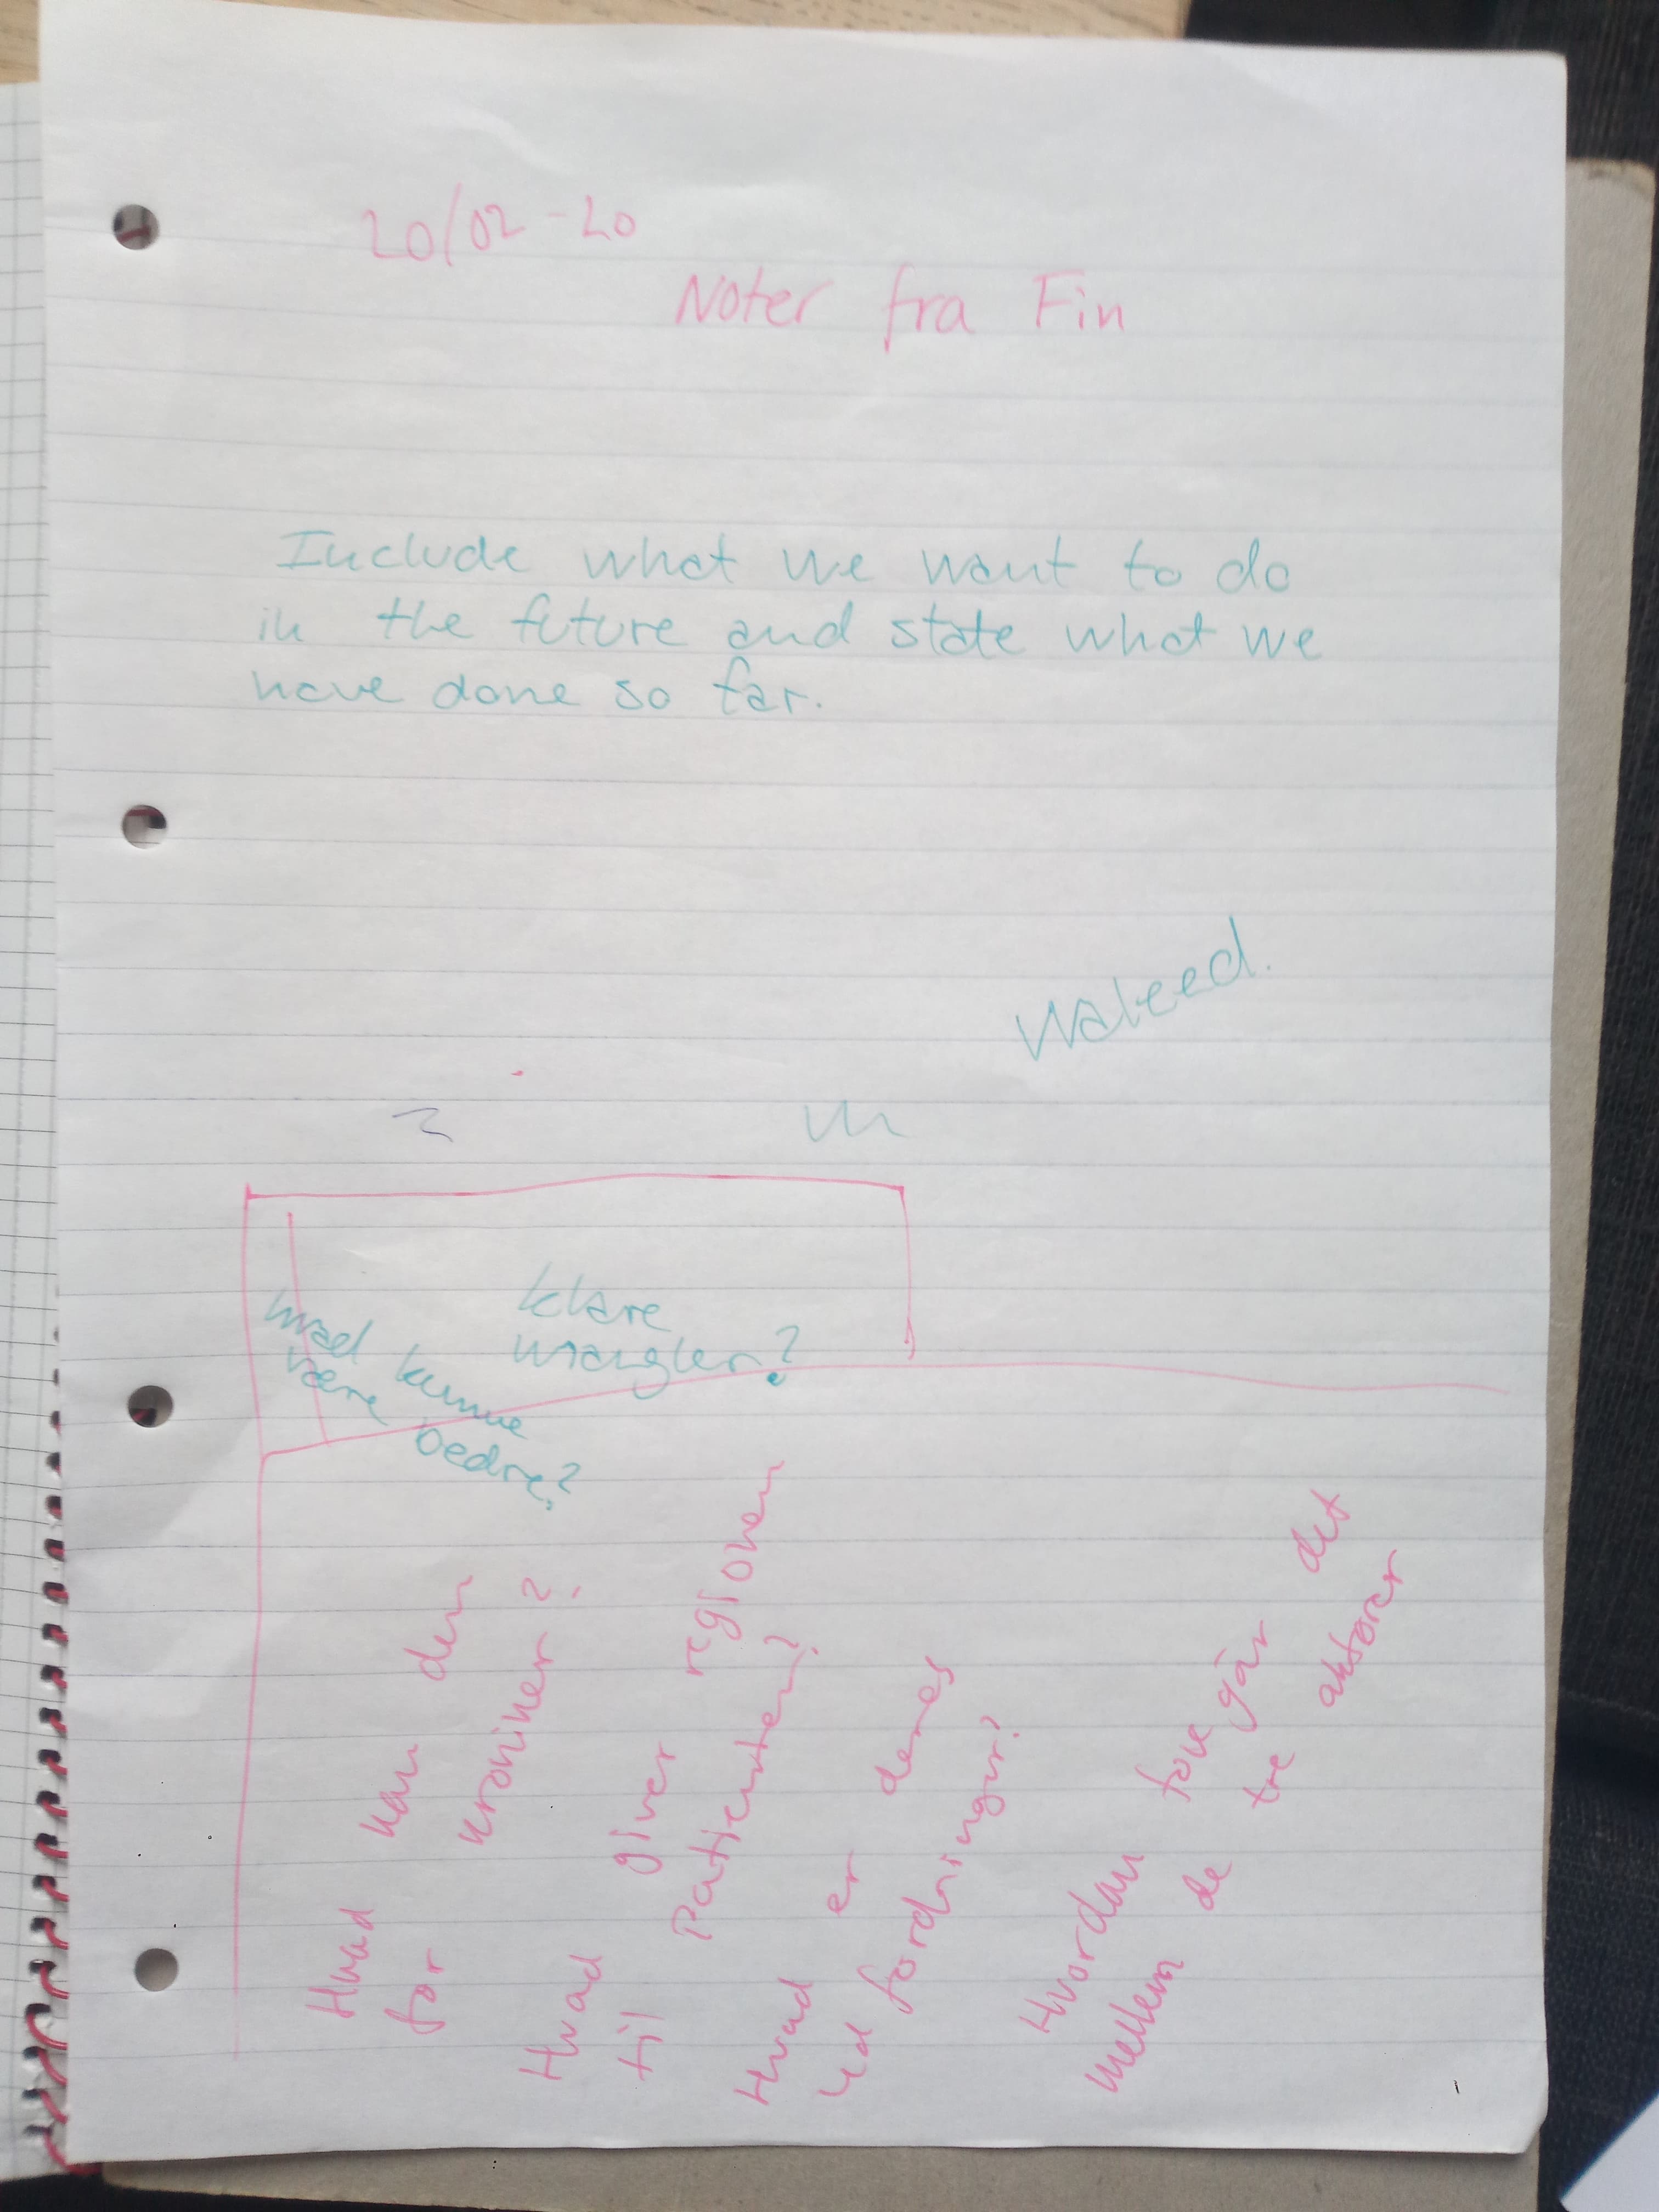 20/02-20
Noter fra Fin
Include what we want to do
in the future and state what we
have done so far.
Waleed.
klare
mangler?
hvad kunne
være bedre?
Hvad kan den
for kroniker?
Hvad giver regionen
til Patienten?
Hvad er deres
udfordringer?
Hvordan foregår det
mellem de tre aktører